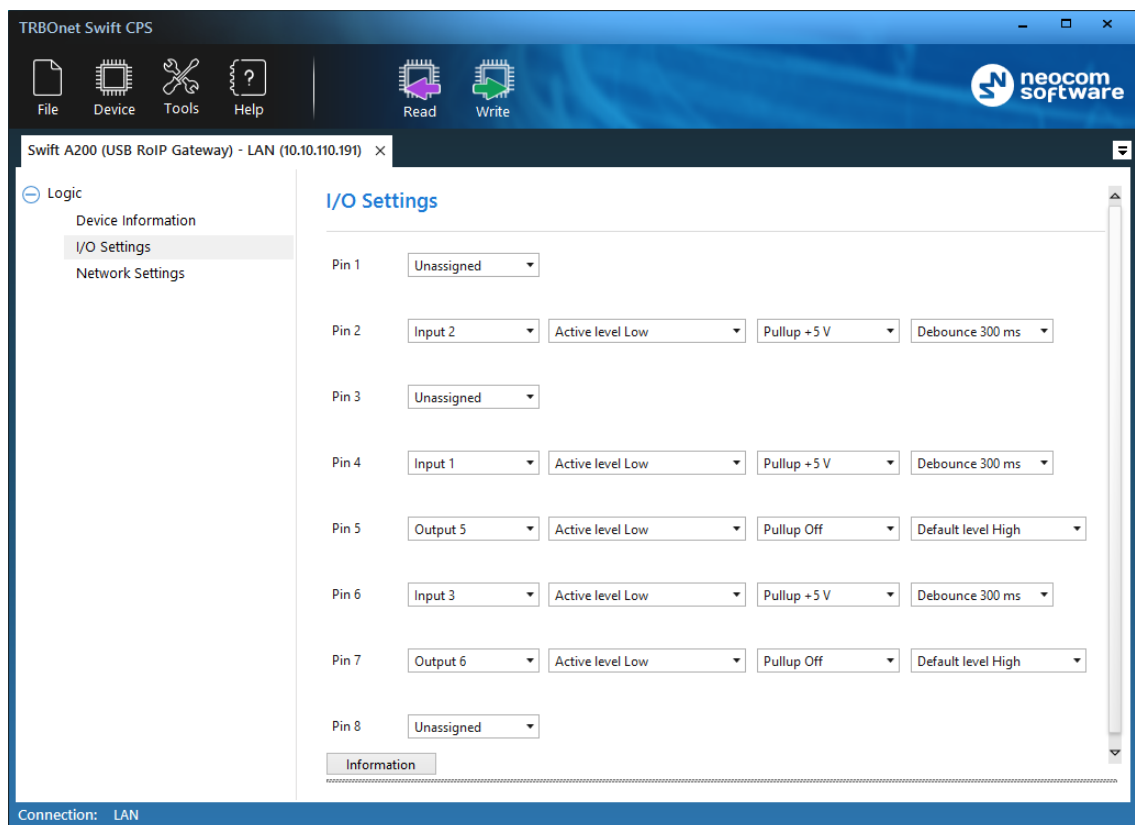 TRBOnet Swift CPS
File Device Tools Help Read Write
neocom
software
Swift A200 (USB RoIP Gateway) - LAN (10.10.110.191)
Logic
Device Information
I/O Settings
Network Settings
I/O Settings
Pin 1 Unassigned
Pin 2 Input 2 Active level Low Pullup +5 V Debounce 300 ms
Pin 3 Unassigned
Pin 4 Input 1 Active level Low Pullup +5 V Debounce 300 ms
Pin 5 Output 5 Active level Low Pullup Off Default level High
Pin 6 Input 3 Active level Low Pullup +5 V Debounce 300 ms
Pin 7 Output 6 Active level Low Pullup Off Default level High
Pin 8 Unassigned
Information
Connection: LAN